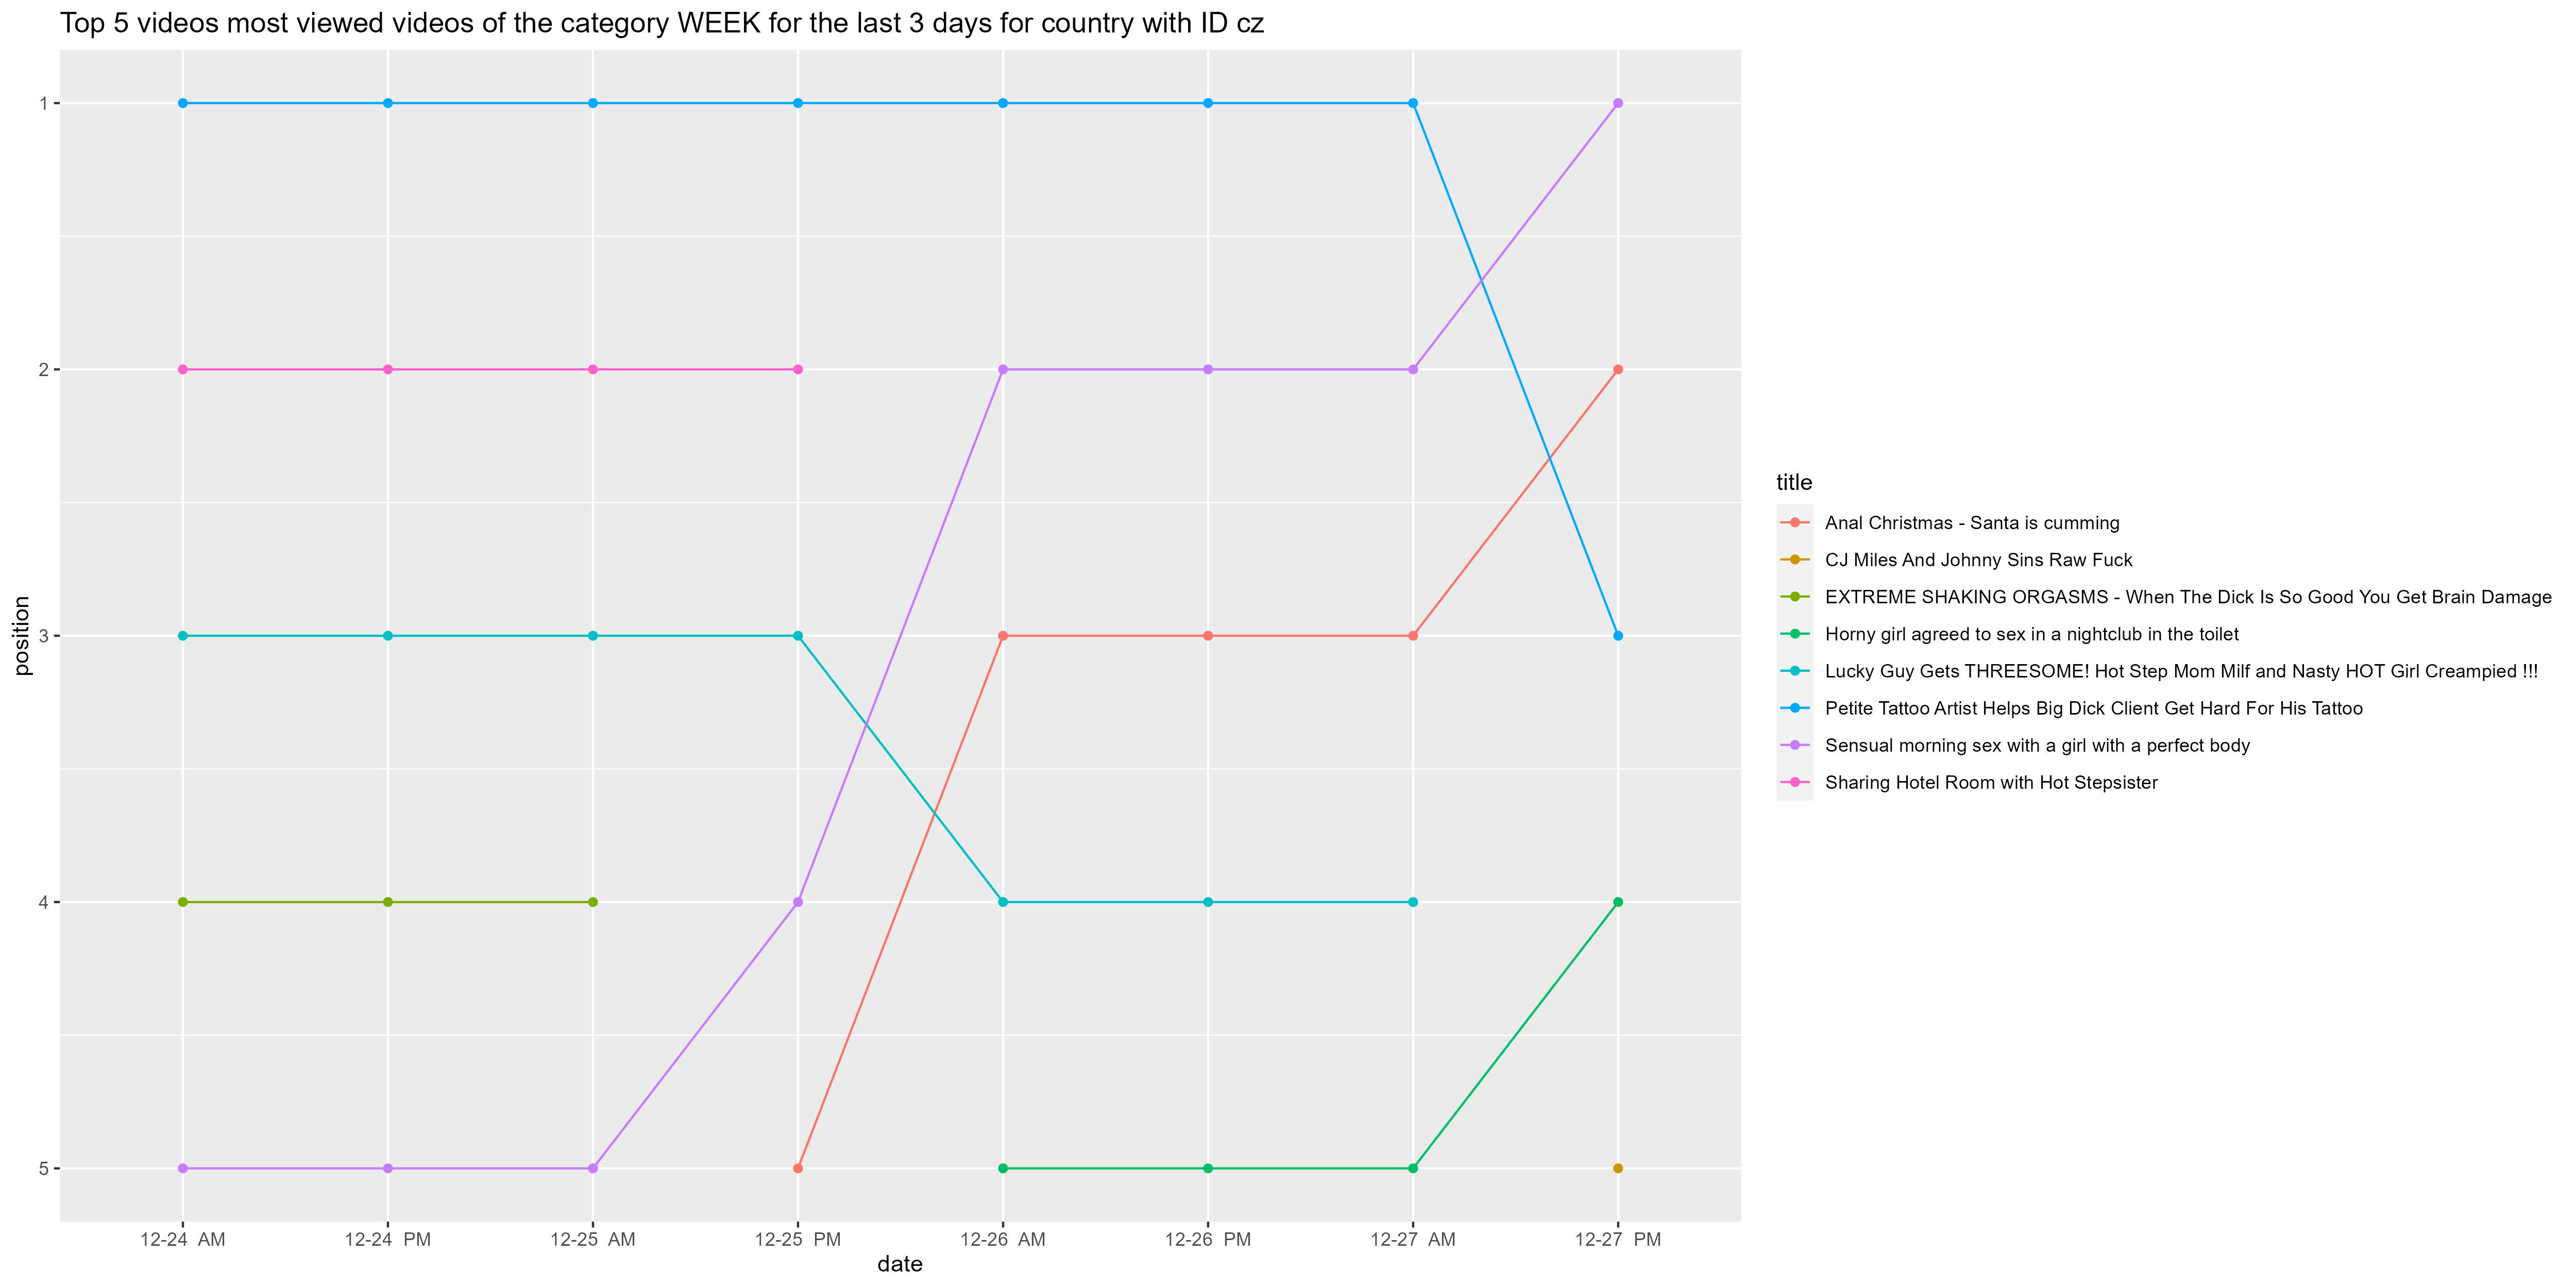 Top 5 videos most viewed videos of the category WEEK for the last 3 days for country with ID cz
1
2
3
4
5
position
12-24 AM
12-24 PM
12-25 AM
12-25 PM
12-26 AM
12-26 PM
12-27 AM
12-27 PM
date
title
Anal Christmas - Santa is cumming
CJ Miles And Johnny Sins Raw Fuck
EXTREME SHAKING ORGASMS - When The Dick Is So Good You Get Brain Damage
Horny girl agreed to sex in a nightclub in the toilet
Lucky Guy Gets THREESOME! Hot Step Mom Milf and Nasty HOT Girl Creampied !!!
Petite Tattoo Artist Helps Big Dick Client Get Hard For His Tattoo
Sensual morning sex with a girl with a perfect body
Sharing Hotel Room with Hot Stepsister